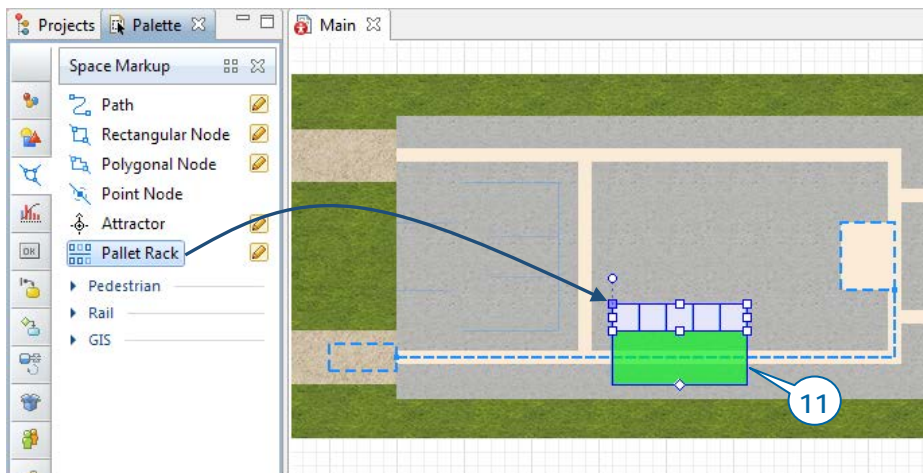 Projects
Palette
Main
Space Markup
Path
Rectangular Node
Polygonal Node
Point Node
Attractor
Pallet Rack
Pedestrian
Rail
GIS
OK
11